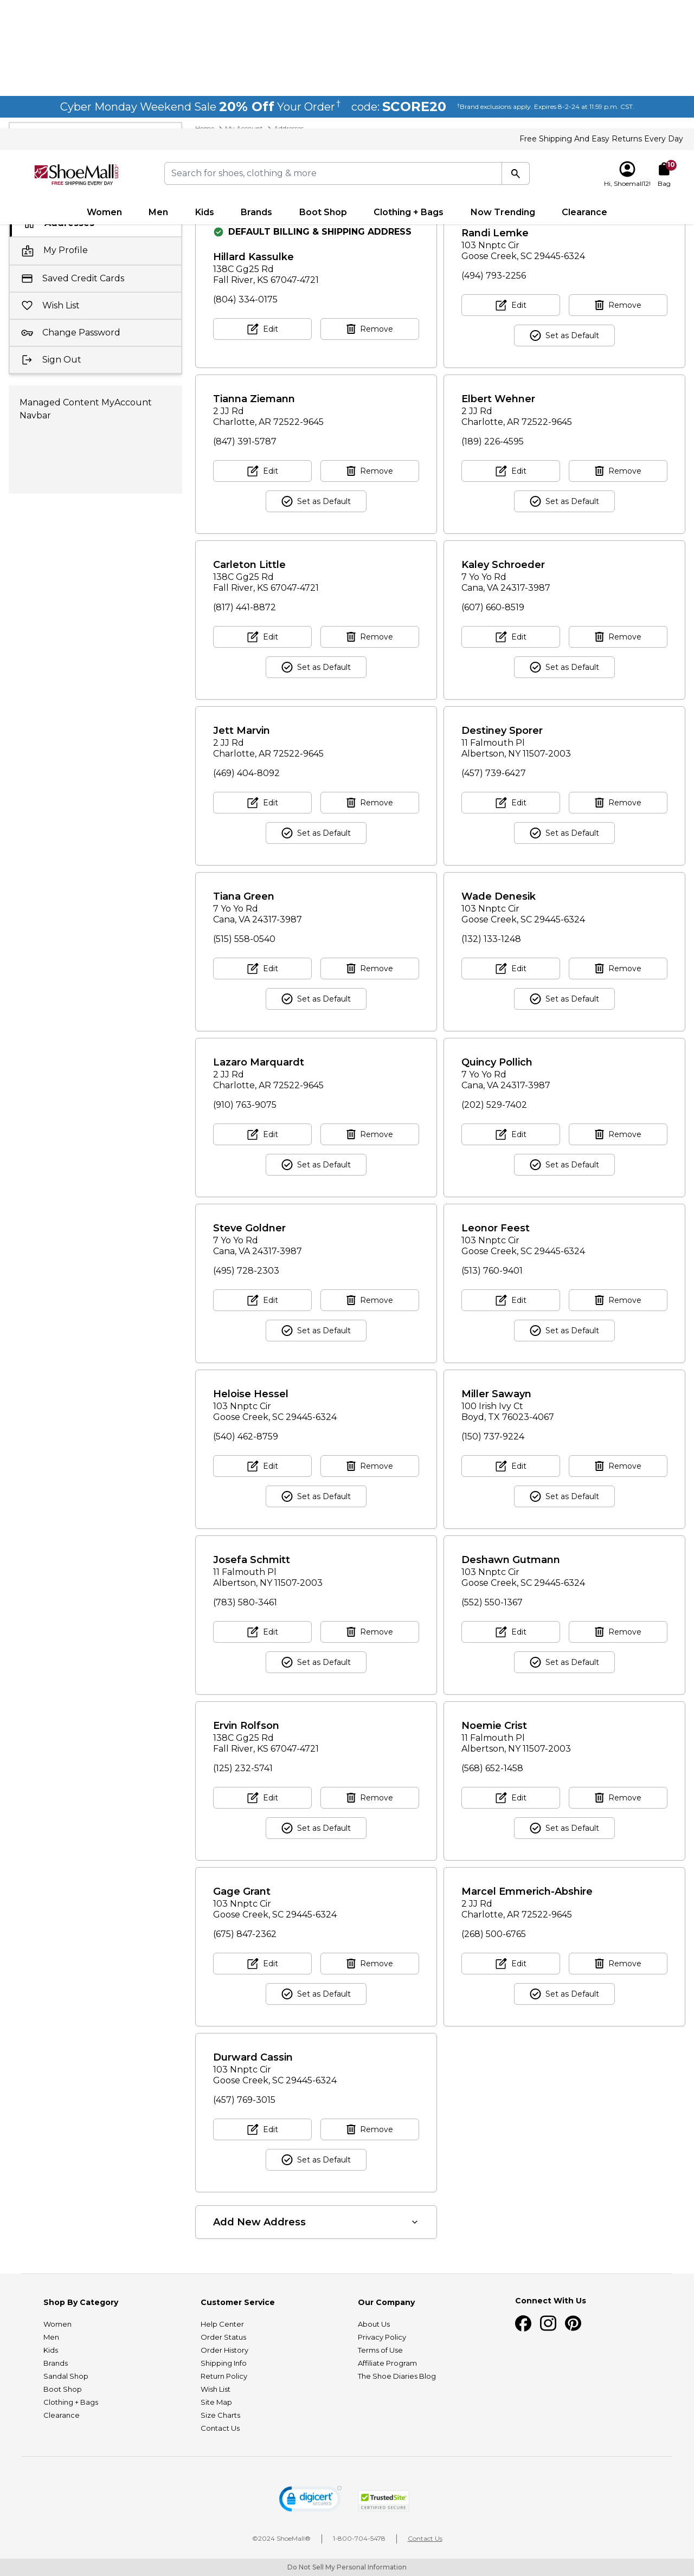 Cyber Monday Weekend Sale 20% Off Your Order† code: SCORE20 †Brand exclusions apply. Expires 8-2-24 at 11:59 p.m. CST.
Home > My Account > Addresses
Free Shipping And Easy Returns Every Day
ShoeMall
FREE SHIPPING EVERY DAY
Search for shoes, clothing & more
10
Hi, Shoemall12!
Bag
Women Men Kids Brands Boot Shop Clothing + Bags Now Trending Clearance
Addresses
My Profile
Saved Credit Cards
Wish List
Change Password
Sign Out
Managed Content MyAccount
Navbar
DEFAULT BILLING & SHIPPING ADDRESS
Hillard Kassulke
138C Gg25 Rd
Fall River, KS 67047-4721
(804) 334-0175
Edit Remove
Randi Lemke
103 Nnptc Cir
Goose Creek, SC 29445-6324
(494) 793-2256
Edit Remove
Set as Default
Tianna Ziemann
2 JJ Rd
Charlotte, AR 72522-9645
(847) 391-5787
Edit Remove
Set as Default
Elbert Wehner
2 JJ Rd
Charlotte, AR 72522-9645
(189) 226-4595
Edit Remove
Set as Default
Carleton Little
138C Gg25 Rd
Fall River, KS 67047-4721
(817) 441-8872
Edit Remove
Set as Default
Kaley Schroeder
7 Yo Yo Rd
Cana, VA 24317-3987
(607) 660-8519
Edit Remove
Set as Default
Jett Marvin
2 JJ Rd
Charlotte, AR 72522-9645
(469) 404-8092
Edit Remove
Set as Default
Destiney Sporer
11 Falmouth Pl
Albertson, NY 11507-2003
(457) 739-6427
Edit Remove
Set as Default
Tiana Green
7 Yo Yo Rd
Cana, VA 24317-3987
(515) 558-0540
Edit Remove
Set as Default
Wade Denesik
103 Nnptc Cir
Goose Creek, SC 29445-6324
(132) 133-1248
Edit Remove
Set as Default
Lazaro Marquardt
2 JJ Rd
Charlotte, AR 72522-9645
(910) 763-9075
Edit Remove
Set as Default
Quincy Pollich
7 Yo Yo Rd
Cana, VA 24317-3987
(202) 529-7402
Edit Remove
Set as Default
Steve Goldner
7 Yo Yo Rd
Cana, VA 24317-3987
(495) 728-2303
Edit Remove
Set as Default
Leonor Feest
103 Nnptc Cir
Goose Creek, SC 29445-6324
(513) 760-9401
Edit Remove
Set as Default
Heloise Hessel
103 Nnptc Cir
Goose Creek, SC 29445-6324
(540) 462-8759
Edit Remove
Set as Default
Miller Sawayn
100 Irish Ivy Ct
Boyd, TX 76023-4067
(150) 737-9224
Edit Remove
Set as Default
Josefa Schmitt
11 Falmouth Pl
Albertson, NY 11507-2003
(783) 580-3461
Edit Remove
Set as Default
Deshawn Gutmann
103 Nnptc Cir
Goose Creek, SC 29445-6324
(552) 550-1367
Edit Remove
Set as Default
Ervin Rolfson
138C Gg25 Rd
Fall River, KS 67047-4721
(125) 232-5741
Edit Remove
Set as Default
Noemie Crist
11 Falmouth Pl
Albertson, NY 11507-2003
(568) 652-1458
Edit Remove
Set as Default
Gage Grant
103 Nnptc Cir
Goose Creek, SC 29445-6324
(675) 847-2362
Edit Remove
Set as Default
Marcel Emmerich-Abshire
2 JJ Rd
Charlotte, AR 72522-9645
(268) 500-6765
Edit Remove
Set as Default
Durward Cassin
103 Nnptc Cir
Goose Creek, SC 29445-6324
(457) 769-3015
Edit Remove
Set as Default
Add New Address
Shop By Category
Women
Men
Kids
Brands
Sandal Shop
Boot Shop
Clothing + Bags
Clearance
Customer Service
Help Center
Order Status
Order History
Shipping Info
Return Policy
Wish List
Site Map
Size Charts
Contact Us
Our Company
About Us
Privacy Policy
Terms of Use
Affiliate Program
The Shoe Diaries Blog
Connect With Us
digicert
SECURED
TrustedSite
CERTIFIED SECURE
©2024 ShoeMall® 1-800-704-5478 Contact Us
Do Not Sell My Personal Information